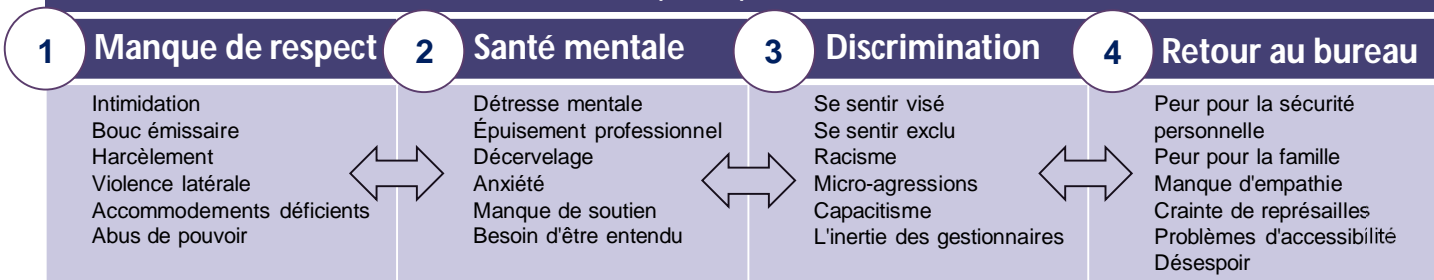 1 Manque de respect
Intimidation
Bouc émissaire
Harcèlement
Violence latérale
Accommodements déficients
Abus de pouvoir
2 Santé mentale
Détresse mentale
Épuisement professionnel
Décervelage
Anxiété
Manque de soutien
Besoin d'être entendu
3 Discrimination
Se sentir visé
Se sentir exclu
Racisme
Micro-agressions
Capacitisme
L'inertie des gestionnaires
4 Retour au bureau
Peur pour la sécurité
personnelle
Peur pour la famille
Manque d'empathie
Crainte de représailles
Problèmes d'accessibilité
Désespoir